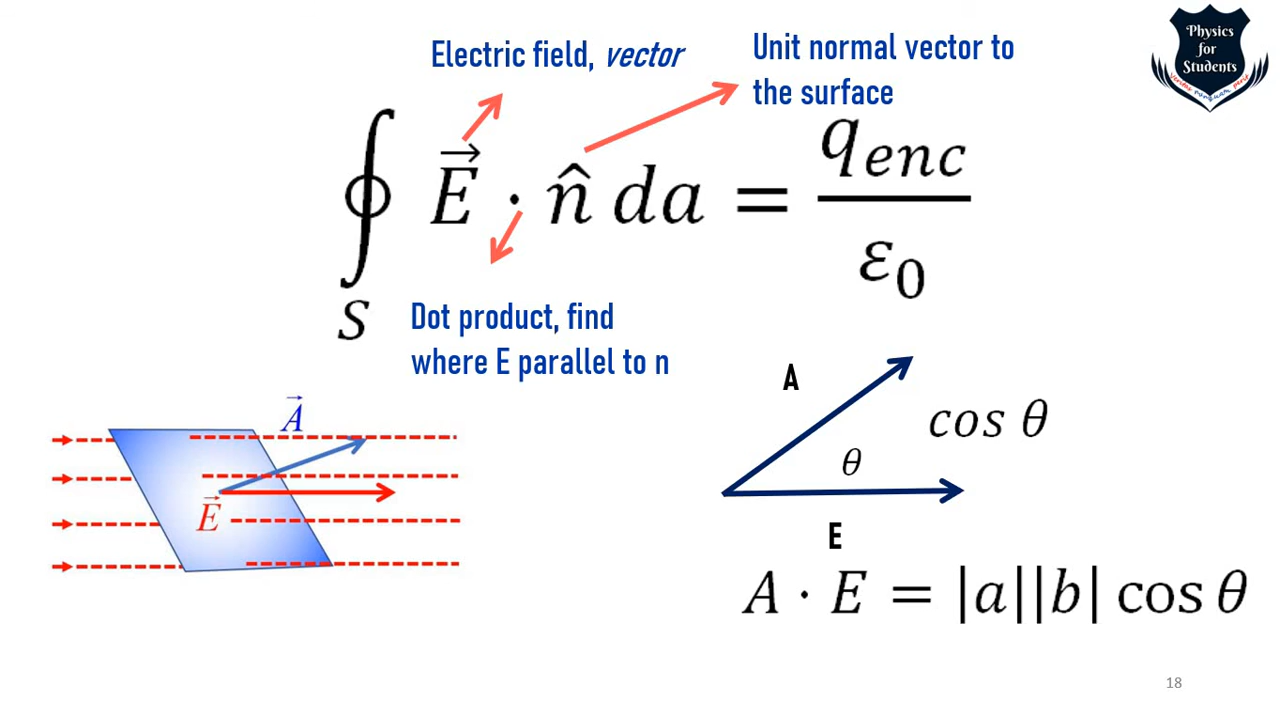 Electric field, vector
Unit normal vector to
the surface
Physics
for
Students
∮ E⃗ · n̂ da = qenc / ε0
S
Dot product, find
where E parallel to n
A
cos θ
θ
E
A⃗
E⃗
A · E = |a||b| cos θ
18